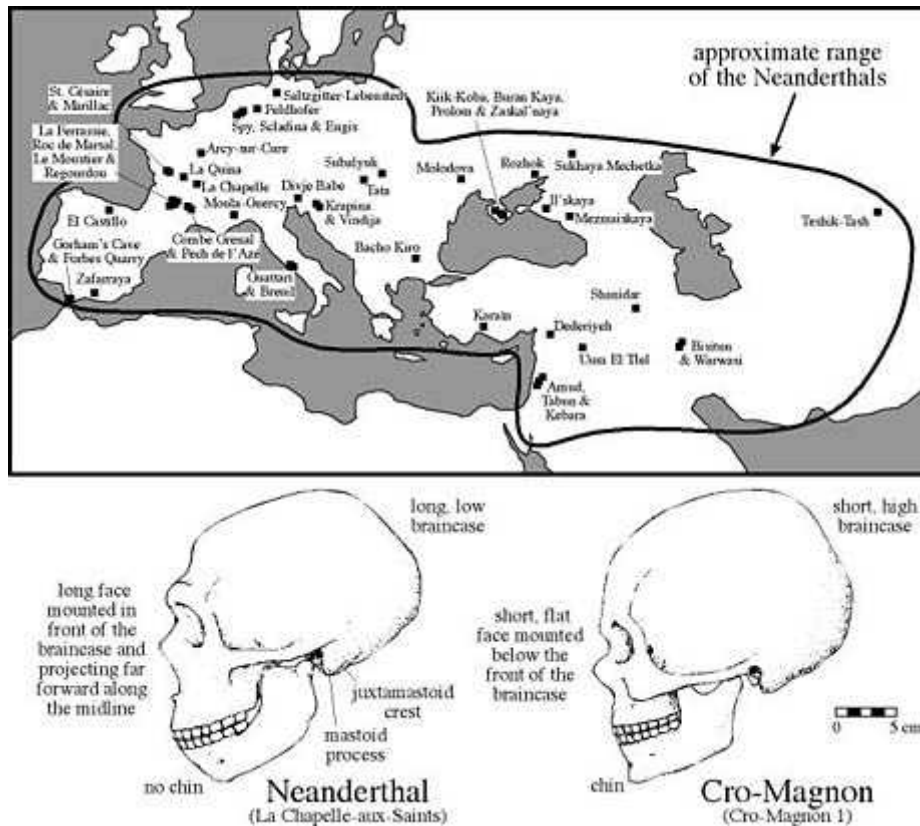 approximate range
of the Neanderthals
St. Césaire
& Marillac
Saltzgitter-Lebensted
Feldhofer
Spy, Scladina & Engis
Kiik-Koba, Buran Kaya,
Prolom & Zaskal'naya
La Ferrassie,
Roc de Marsal,
Le Moustier &
Regourdou
Arcy-sur-Cure
La Quina
La Chapelle
Moula-Guercy
Divje Babe
Subalyuk
Tata
Krapina
& Vindija
Molodova
Rozhok
Sukhaya Mechetka
Il'skaya
Mezmaiskaya
Teshik-Tash
El Castillo
Gorham's Cave
& Forbes Quarry
Zafarraya
Combe Grenal
& Pech de l'Azé
Guattari
& Breuil
Bacho Kiro
Karain
Shanidar
Dederiyeh
Um El Tlel
Bisitun
& Warwasi
Amud,
Tabun &
Kebara
long, low
braincase
long face
mounted in
front of the
braincase and
projecting far
forward along
the midline
juxtamastoid
crest
mastoid
process
no chin
Neanderthal
(La Chapelle-aux-Saints)
short, high
braincase
short, flat
face mounted
below the
front of the
braincase
0 5 cm
chin
Cro-Magnon
(Cro-Magnon 1)